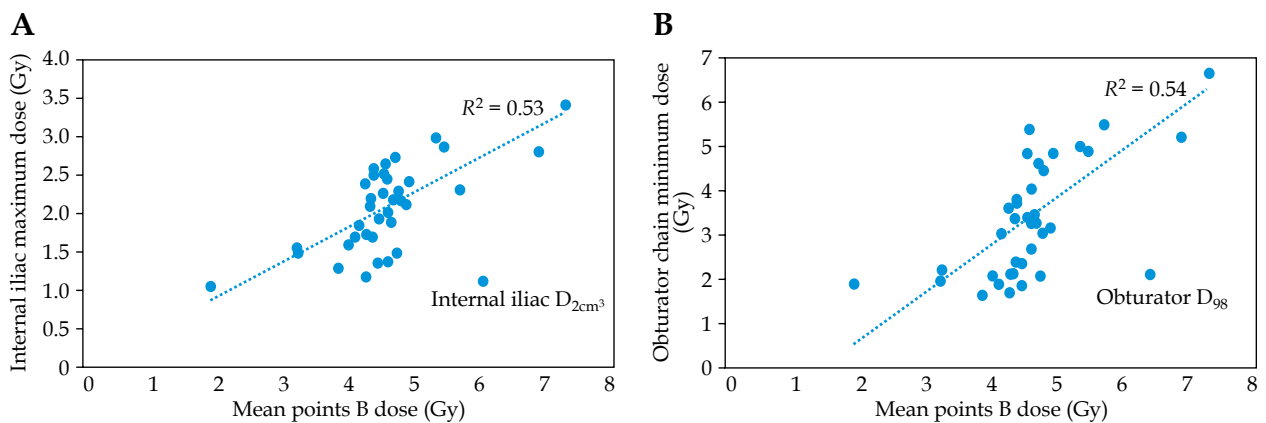 A
Internal iliac maximum dose (Gy)
4.0
3.5
3.0
2.5
2.0
1.5
1.0
0.5
0
R² = 0.53
Internal iliac D2cm³
0 1 2 3 4 5 6 7 8
Mean points B dose (Gy)
B
Obturator chain minimum dose
(Gy)
7
6
5
4
3
2
1
0
R² = 0.54
Obturator D98
0 1 2 3 4 5 6 7 8
Mean points B dose (Gy)